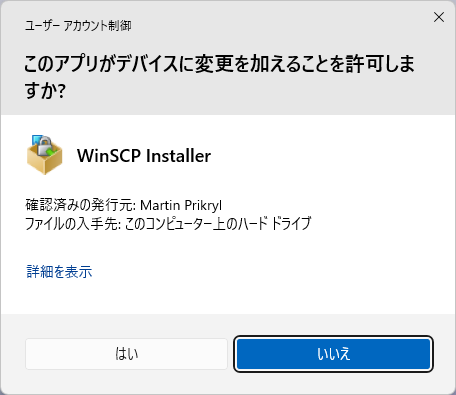 ユーザー アカウント制御
このアプリがデバイスに変更を加えることを許可しま
すか?
WinSCP Installer
確認済みの発行元: Martin Prikryl
ファイルの入手先: このコンピューター上のハード ドライブ
詳細を表示
はい
いいえ